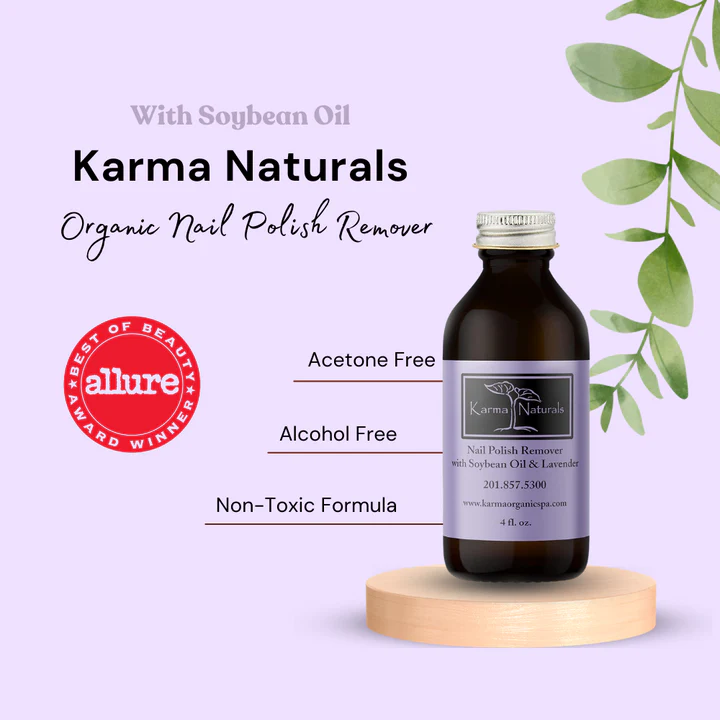 With Soybean Oil
Karma Naturals
Organic Nail Polish Remover
BEST OF BEAUTY
allure
AWARD WINNER
Acetone Free
Alcohol Free
Non-Toxic Formula
Karma Naturals
Nail Polish Remover
with Soybean Oil & Lavender
201.857.5300
www.karmaorganicspa.com
4 fl. oz.